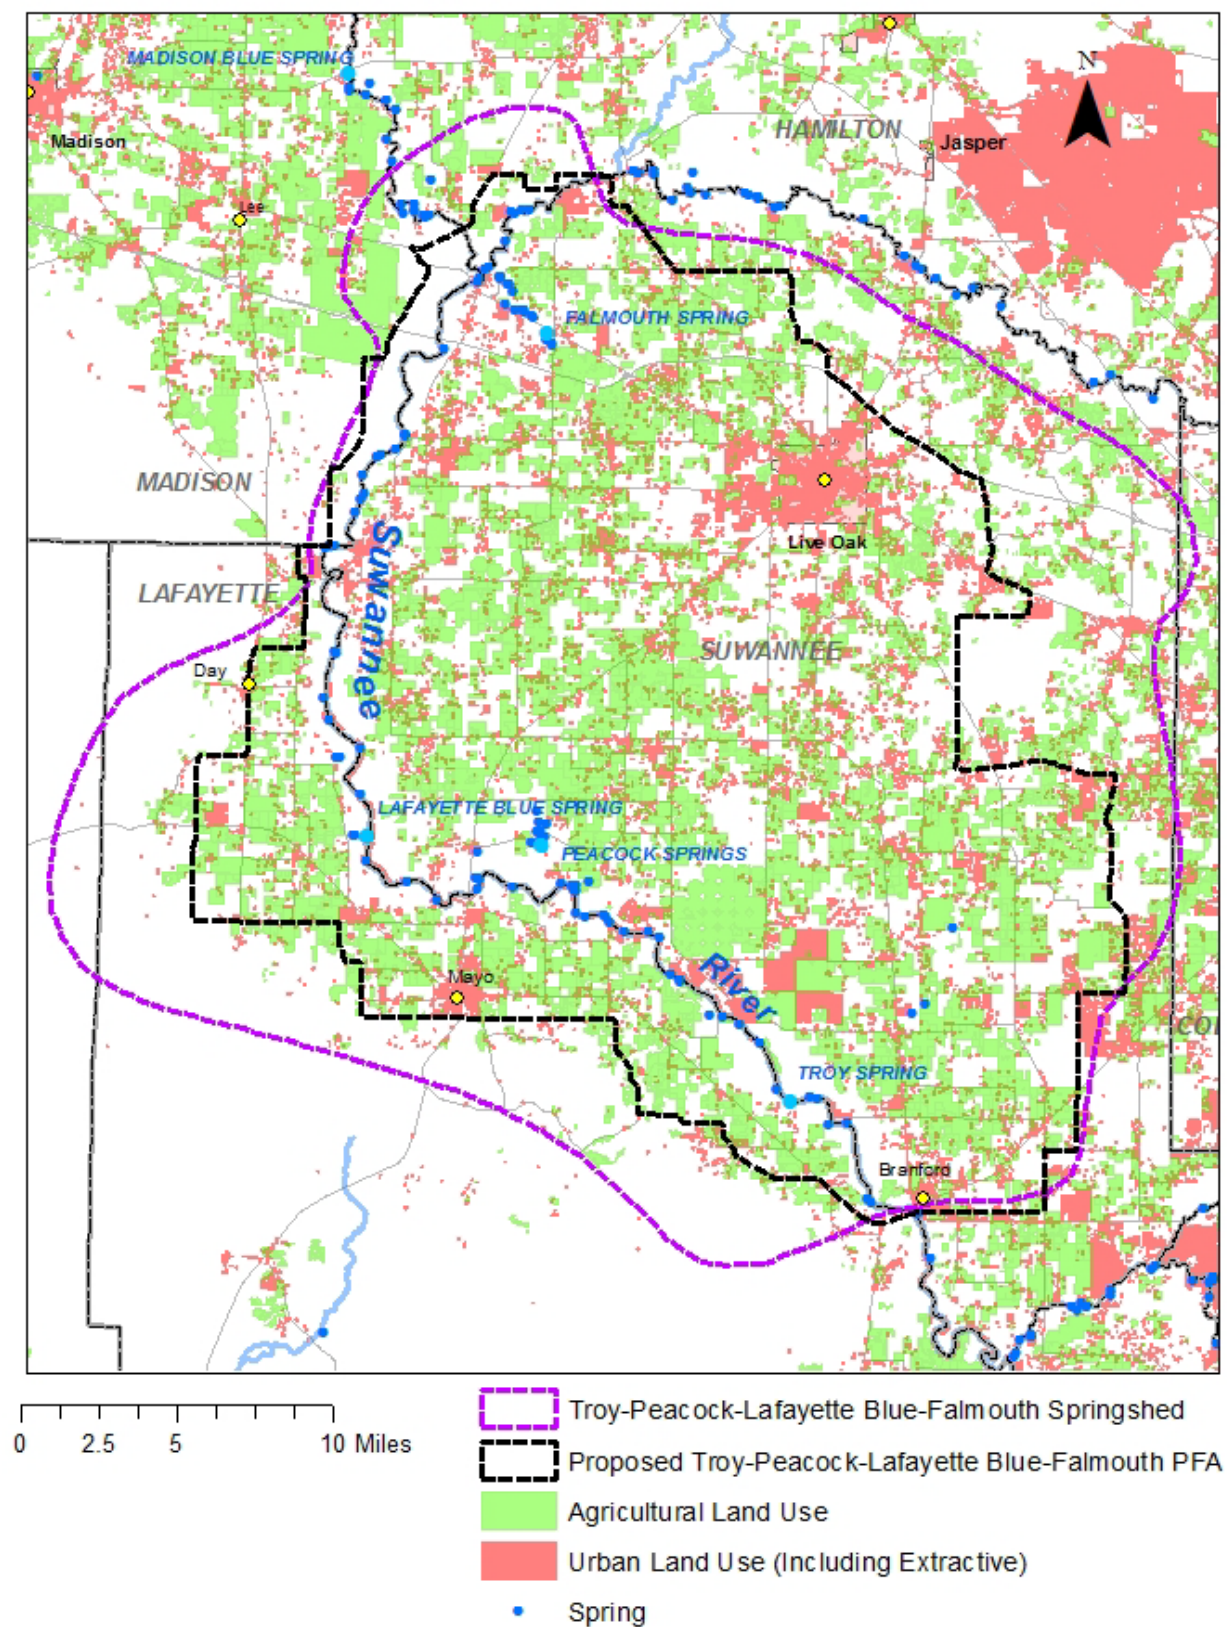 MADISON BLUE SPRING
N
HAMILTON
Madison
Jasper
Lee
FALMOUTH SPRING
MADISON
Live Oak
LAFAYETTE
Suwannee
SUWANNEE
Day
LAFAYETTE BLUE SPRING
PEACOCK SPRINGS
River
Mayo
CO
TROY SPRING
Branford
0 2.5 5 10 Miles
Troy-Peacock-Lafayette Blue-Falmouth Springshed
Proposed Troy-Peacock-Lafayette Blue-Falmouth PFA
Agricultural Land Use
Urban Land Use (Including Extractive)
Spring